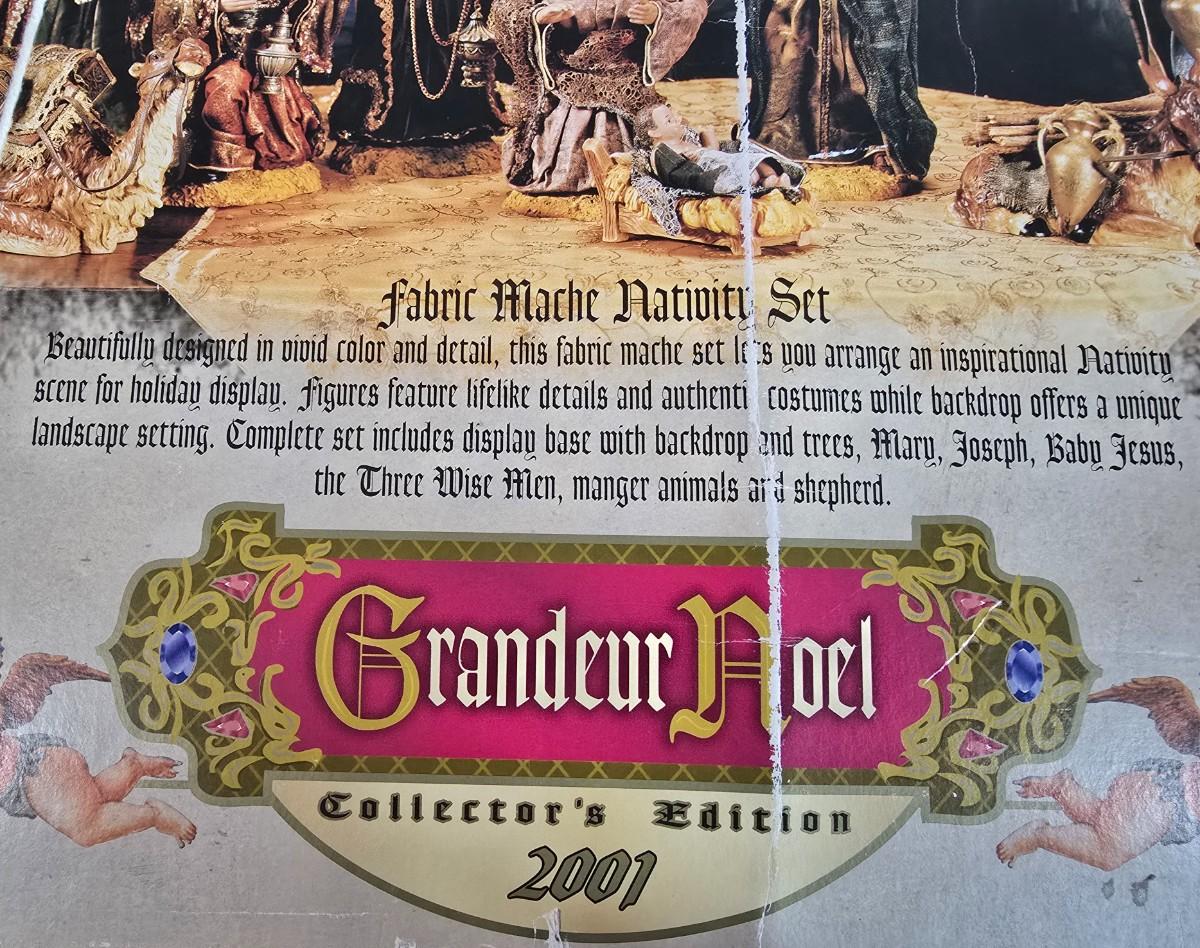 Fabric Mache Nativity Set
Beautifully designed in vivid color and detail, this fabric mache set lets you arrange an inspirational Nativity
scene for holiday display. Figures feature lifelike details and authentic costumes while backdrop offers a unique
landscape setting. Complete set includes display base with backdrop and trees, Mary, Joseph, Baby Jesus,
the Three Wise Men, manger animals and shepherd.
Grandeur Noel
Collector's Edition
2001